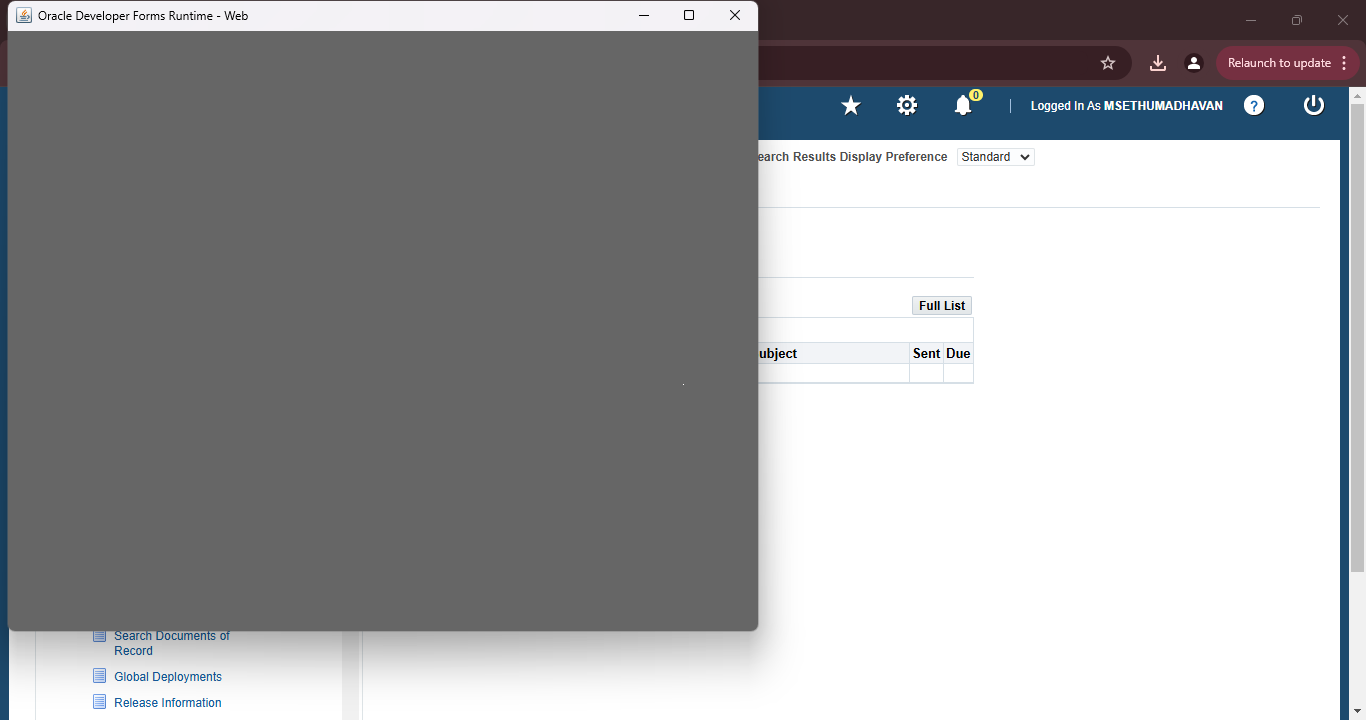 Oracle Developer Forms Runtime - Web
Relaunch to update
0
Logged In As MSETHUMADHAVAN
?
earch Results Display Preference Standard
Full List
ubject Sent Due
Search Documents of
Record
Global Deployments
Release Information